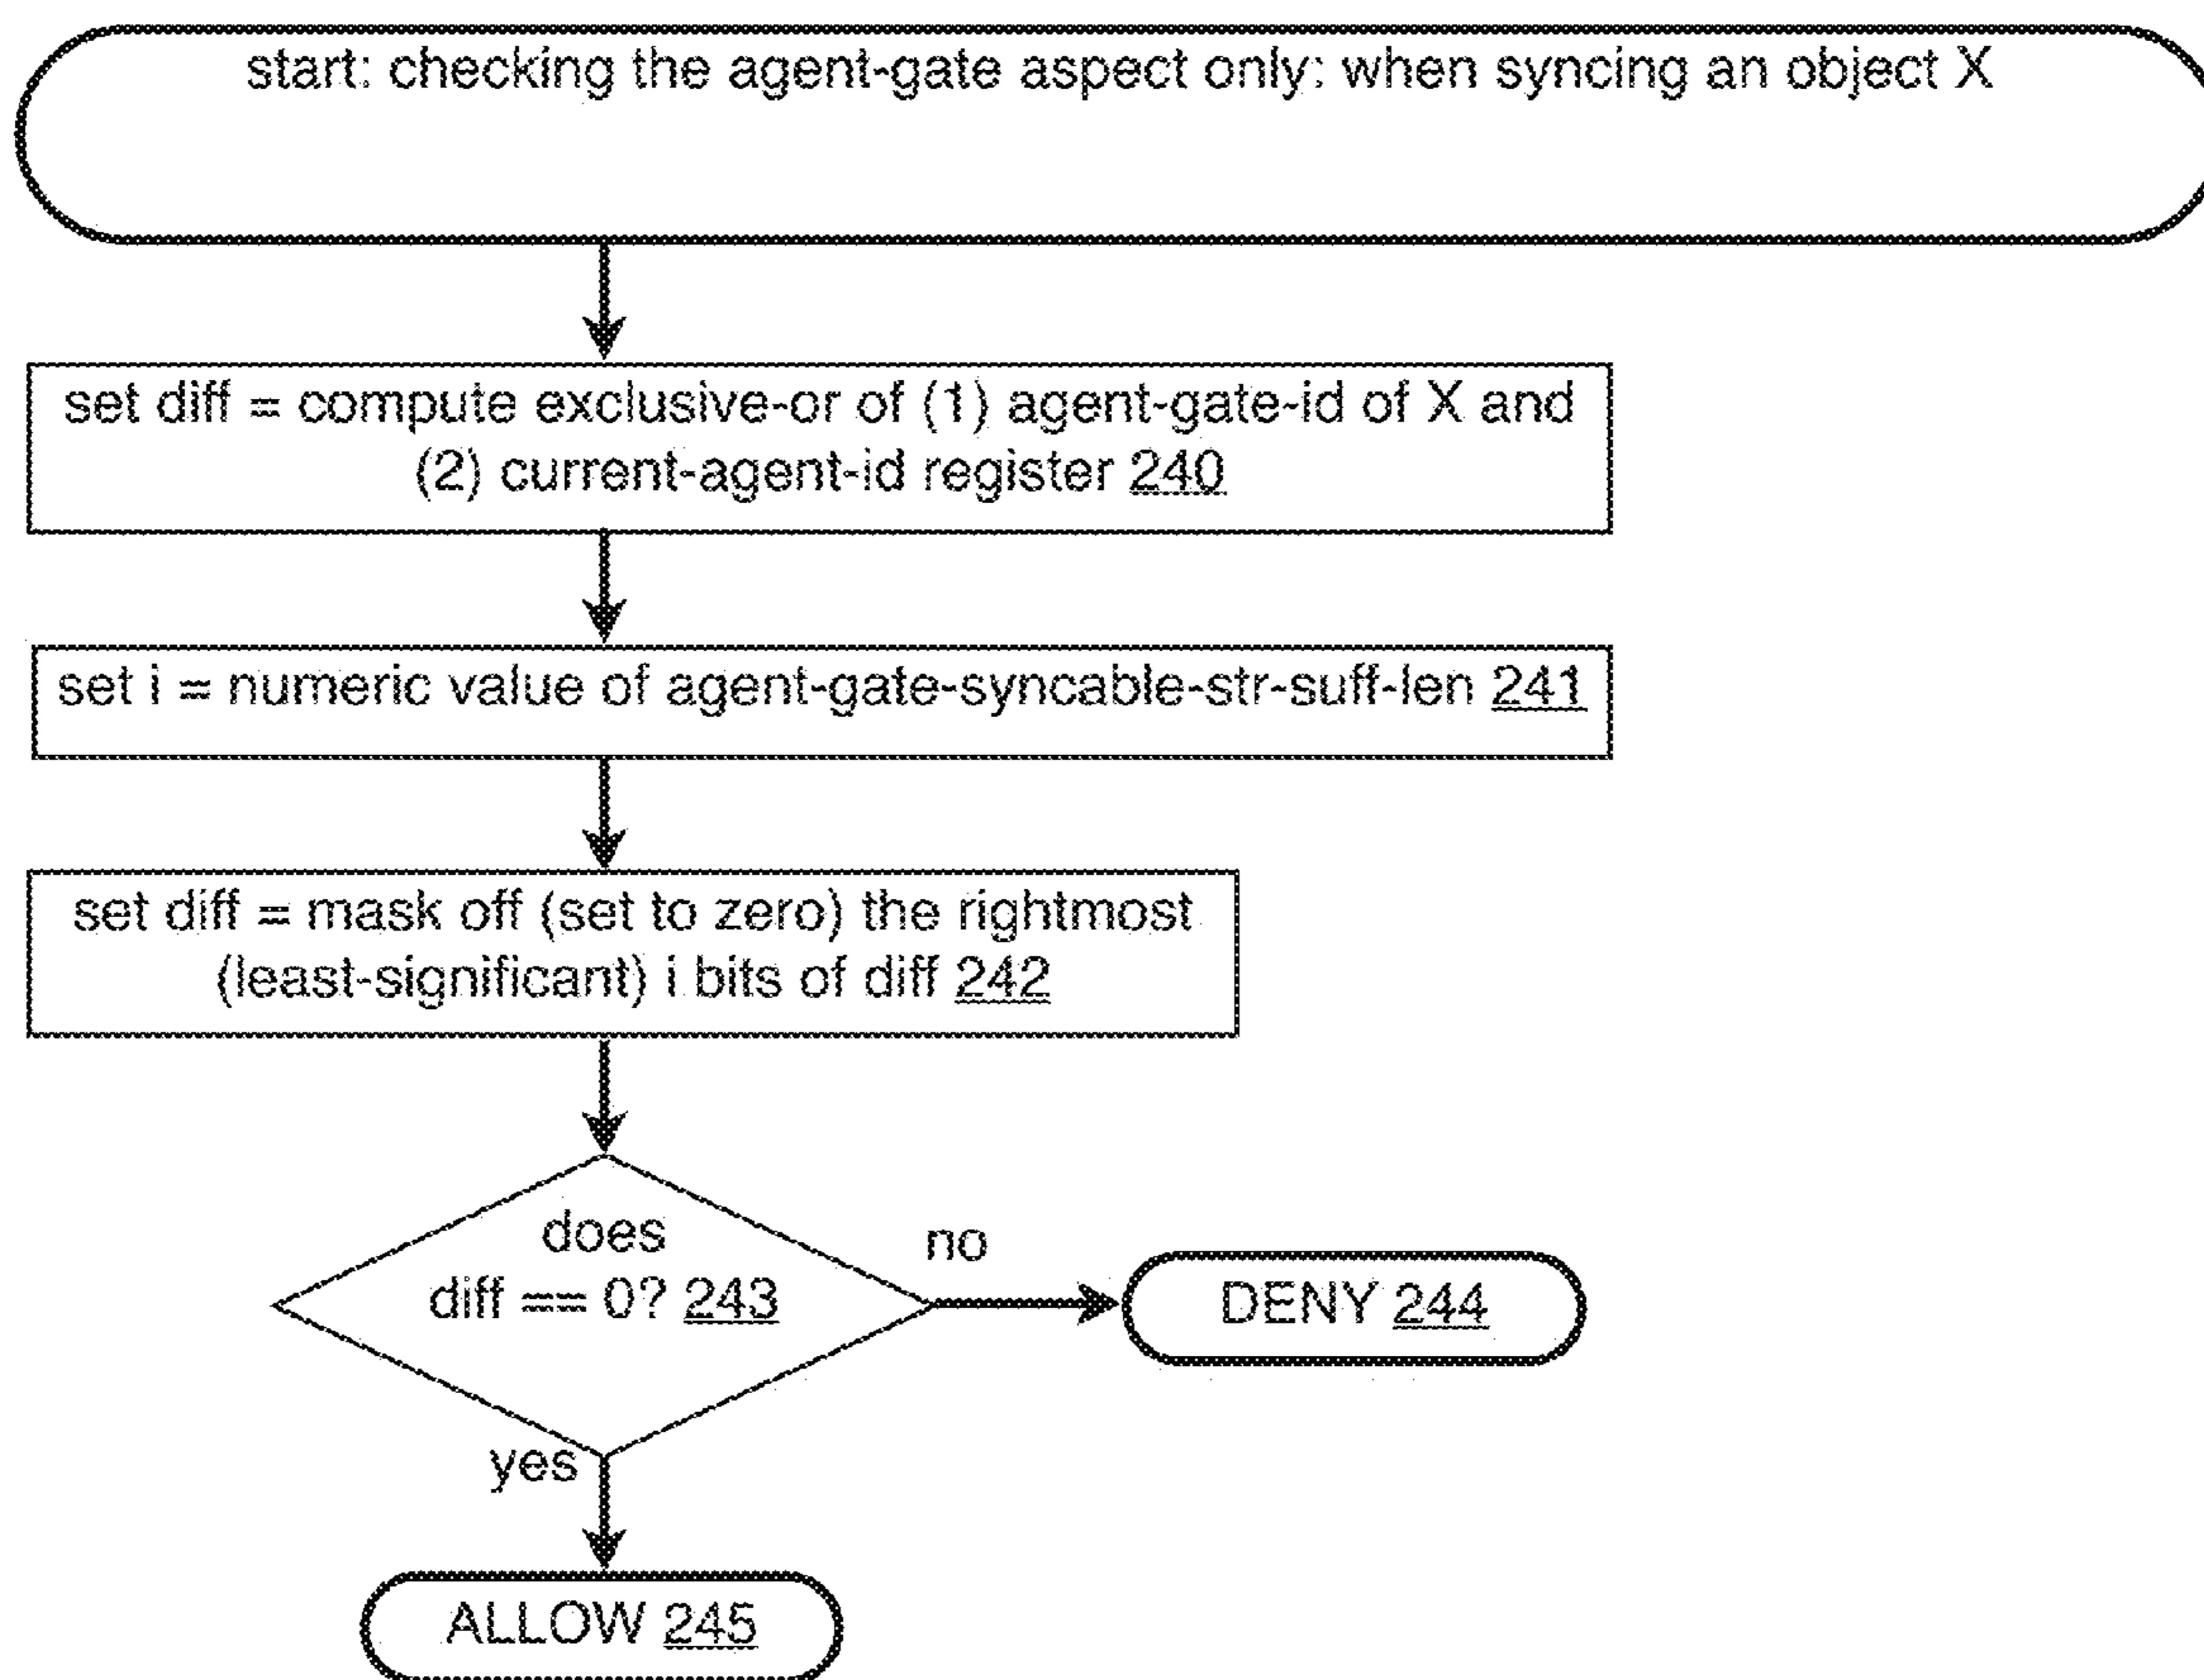 start: checking the agent-gate aspect only: when syncing an object X
set diff = compute exclusive-or of (1) agent-gate-id of X and
(2) current-agent-id register 240
set i = numeric value of agent-gate-syncable-str-suff-len 241
set diff = mask off (set to zero) the rightmost
(least-significant) i bits of diff 242
does
diff == 0? 243
no
DENY 244
yes
ALLOW 245